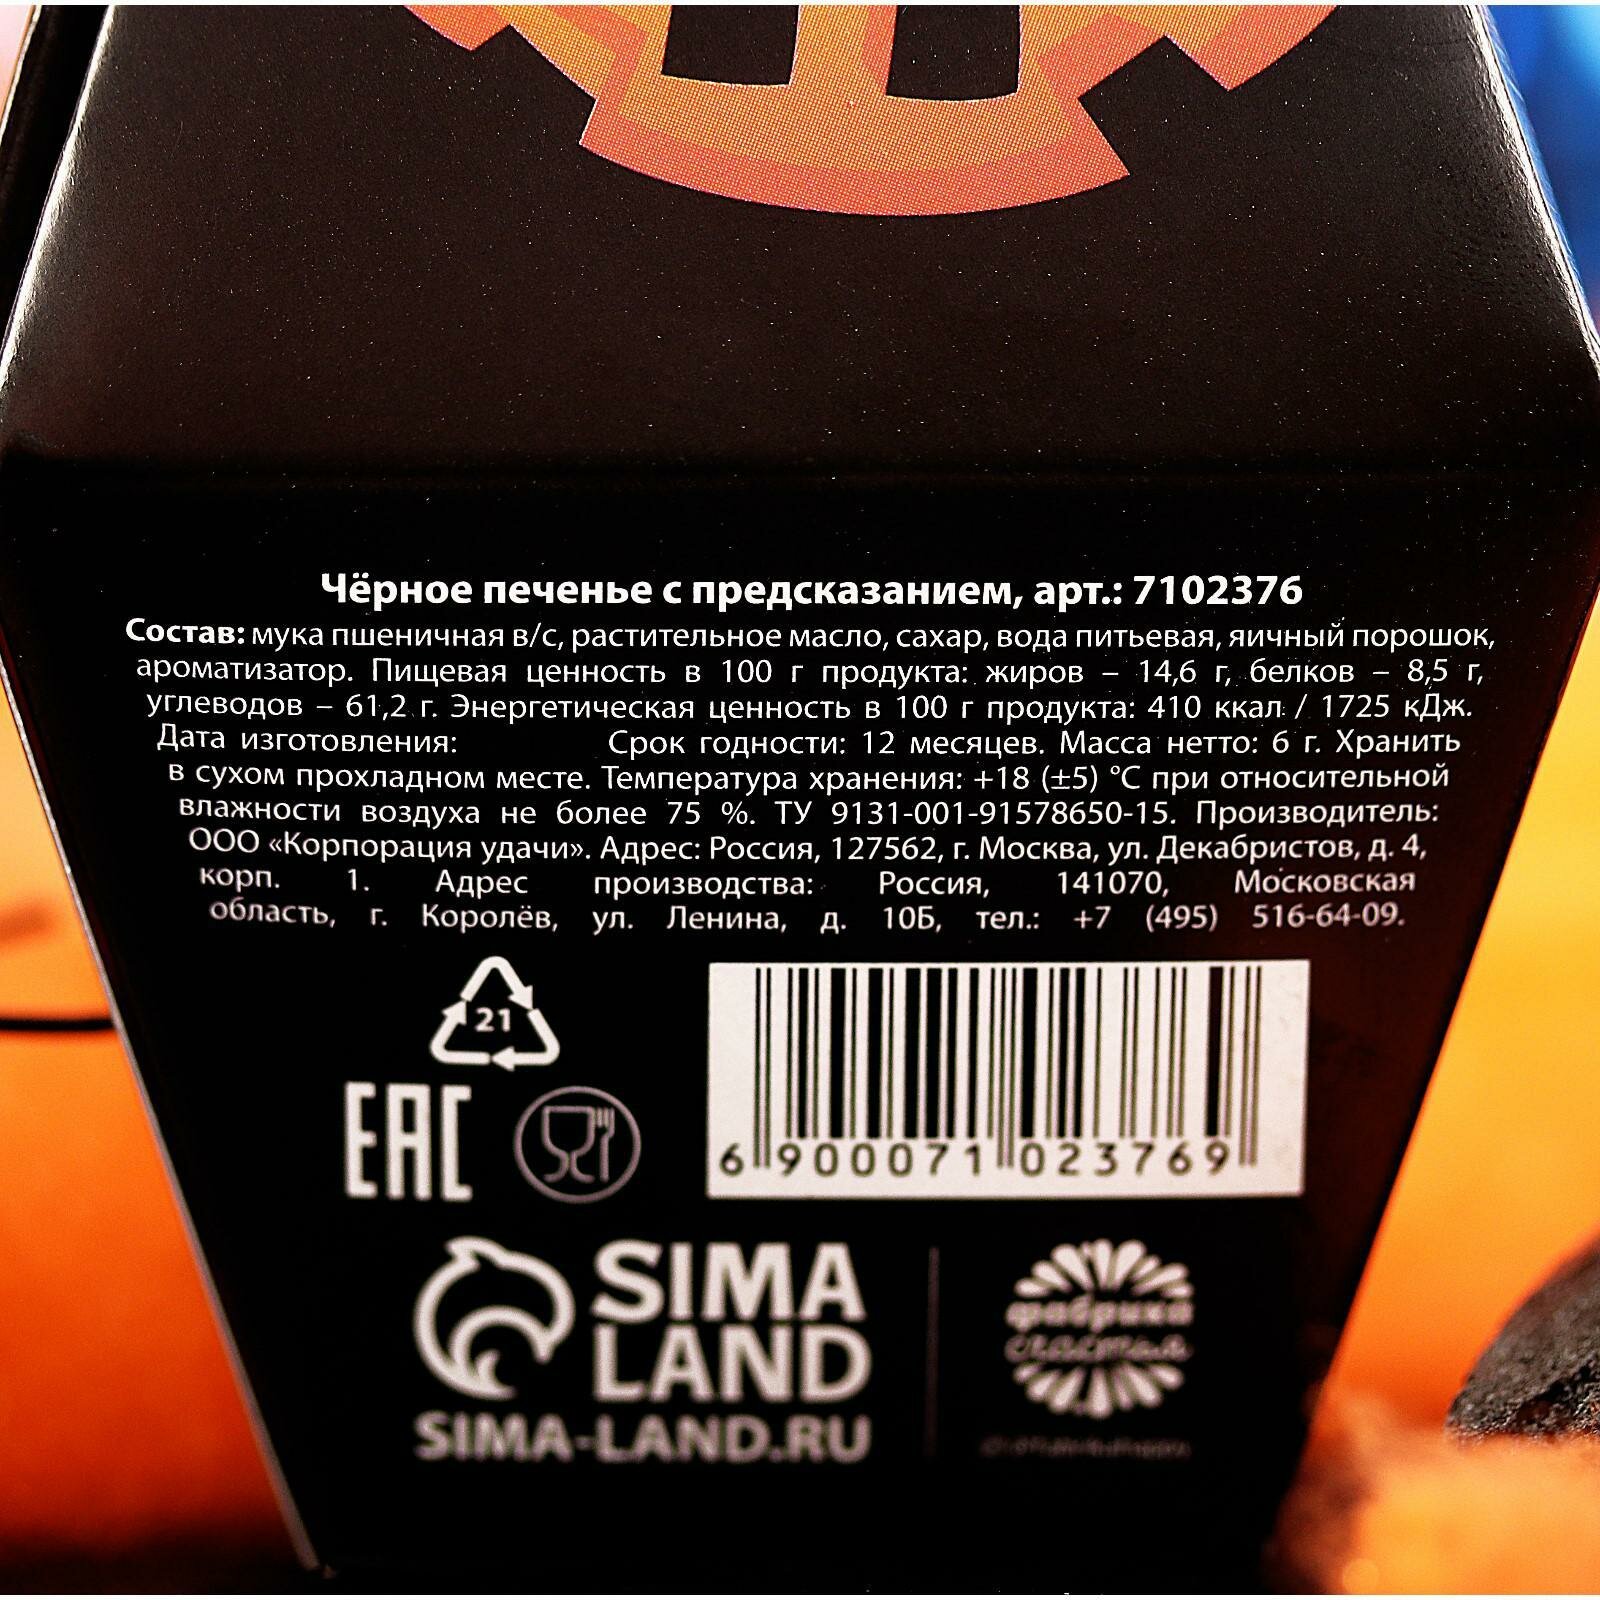 Чёрное печенье с предсказанием, арт.: 7102376
Состав: мука пшеничная в/с, растительное масло, сахар, вода питьевая, яичный порошок,
ароматизатор. Пищевая ценность в 100 г продукта: жиров – 14,6 г, белков – 8,5 г,
углеводов – 61,2 г. Энергетическая ценность в 100 г продукта: 410 ккал / 1725 кДж.
Дата изготовления: Срок годности: 12 месяцев. Масса нетто: 6 г. Хранить
в сухом прохладном месте. Температура хранения: +18 (±5) °С при относительной
влажности воздуха не более 75 %. ТУ 9131-001-91578650-15. Производитель:
ООО «Корпорация удачи». Адрес: Россия, 127562, г. Москва, ул. Декабристов, д. 4,
корп. 1. Адрес производства: Россия, 141070, Московская
область, г. Королёв, ул. Ленина, д. 10Б, тел.: +7 (495) 516-64-09.
21
EAC
6 900071 023769
SIMA
LAND
SIMA-LAND.RU
фабрика
счастья